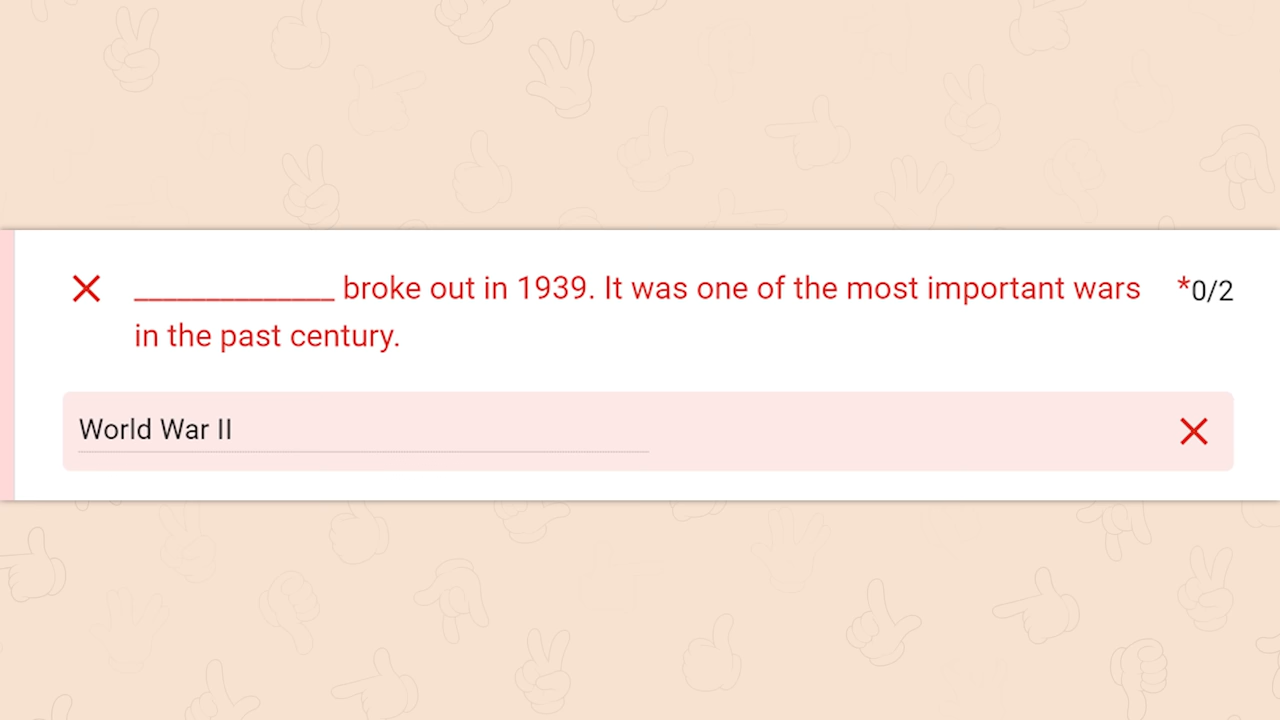 ______________ broke out in 1939. It was one of the most important wars *0/2
in the past century.
World War II